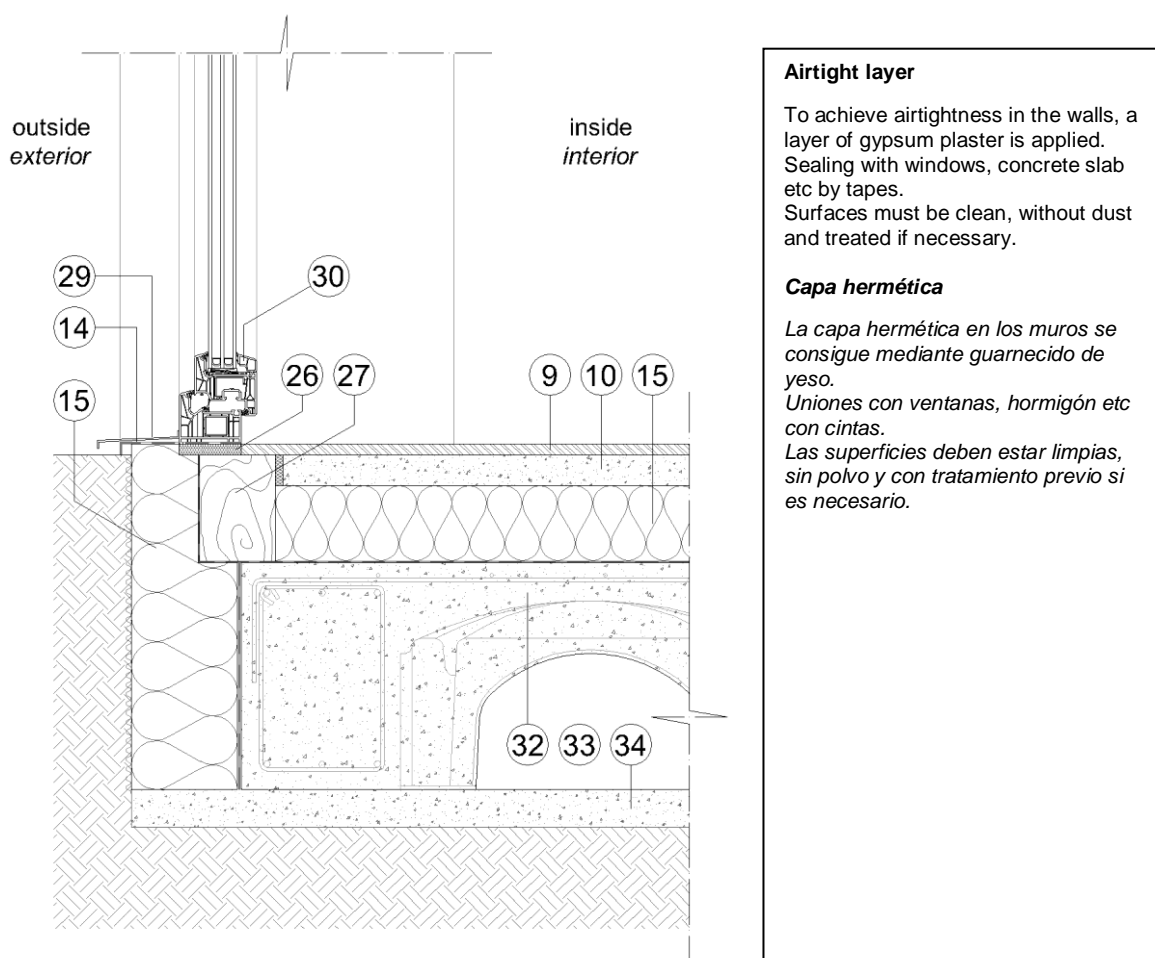 outside
exterior
inside
interior
29
30
14
15
26
27
9
10
15
32
33
34
Airtight layer
To achieve airtightness in the walls, a
layer of gypsum plaster is applied.
Sealing with windows, concrete slab
etc by tapes.
Surfaces must be clean, without dust
and treated if necessary.
Capa hermética
La capa hermética en los muros se
consigue mediante guarnecido de
yeso.
Uniones con ventanas, hormigón etc
con cintas.
Las superficies deben estar limpias,
sin polvo y con tratamiento previo si
es necesario.